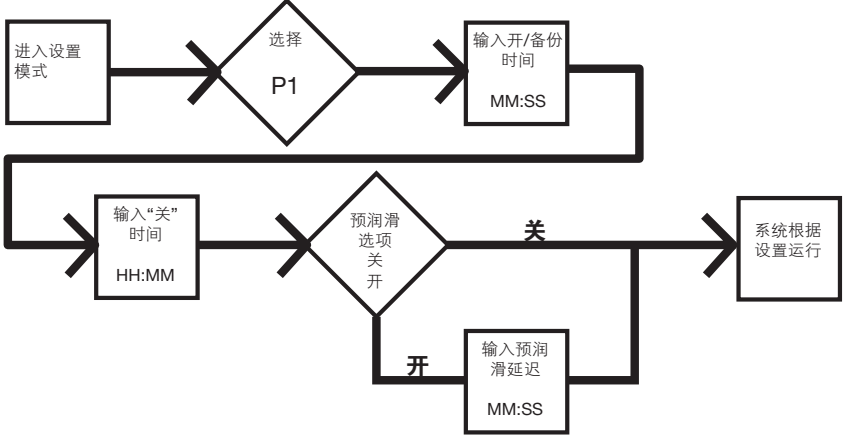 进入设置
模式
选择
P1
输入开/备份
时间
MM:SS
输入“关”
时间
HH:MM
预润滑
选项
关
开
关
开
输入预润
滑延迟
MM:SS
系统根据
设置运行